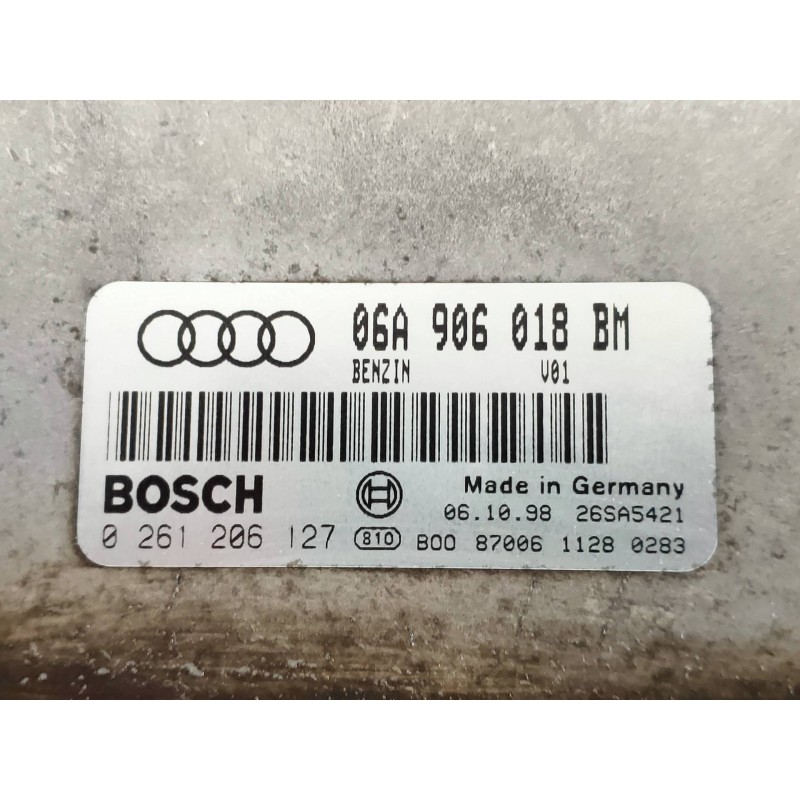 06A 906 018 BM
BENZIN V01
BOSCH
Made in Germany
06.10.98 26SA5421
0 261 206 127 810 B00 87006 1128 0283